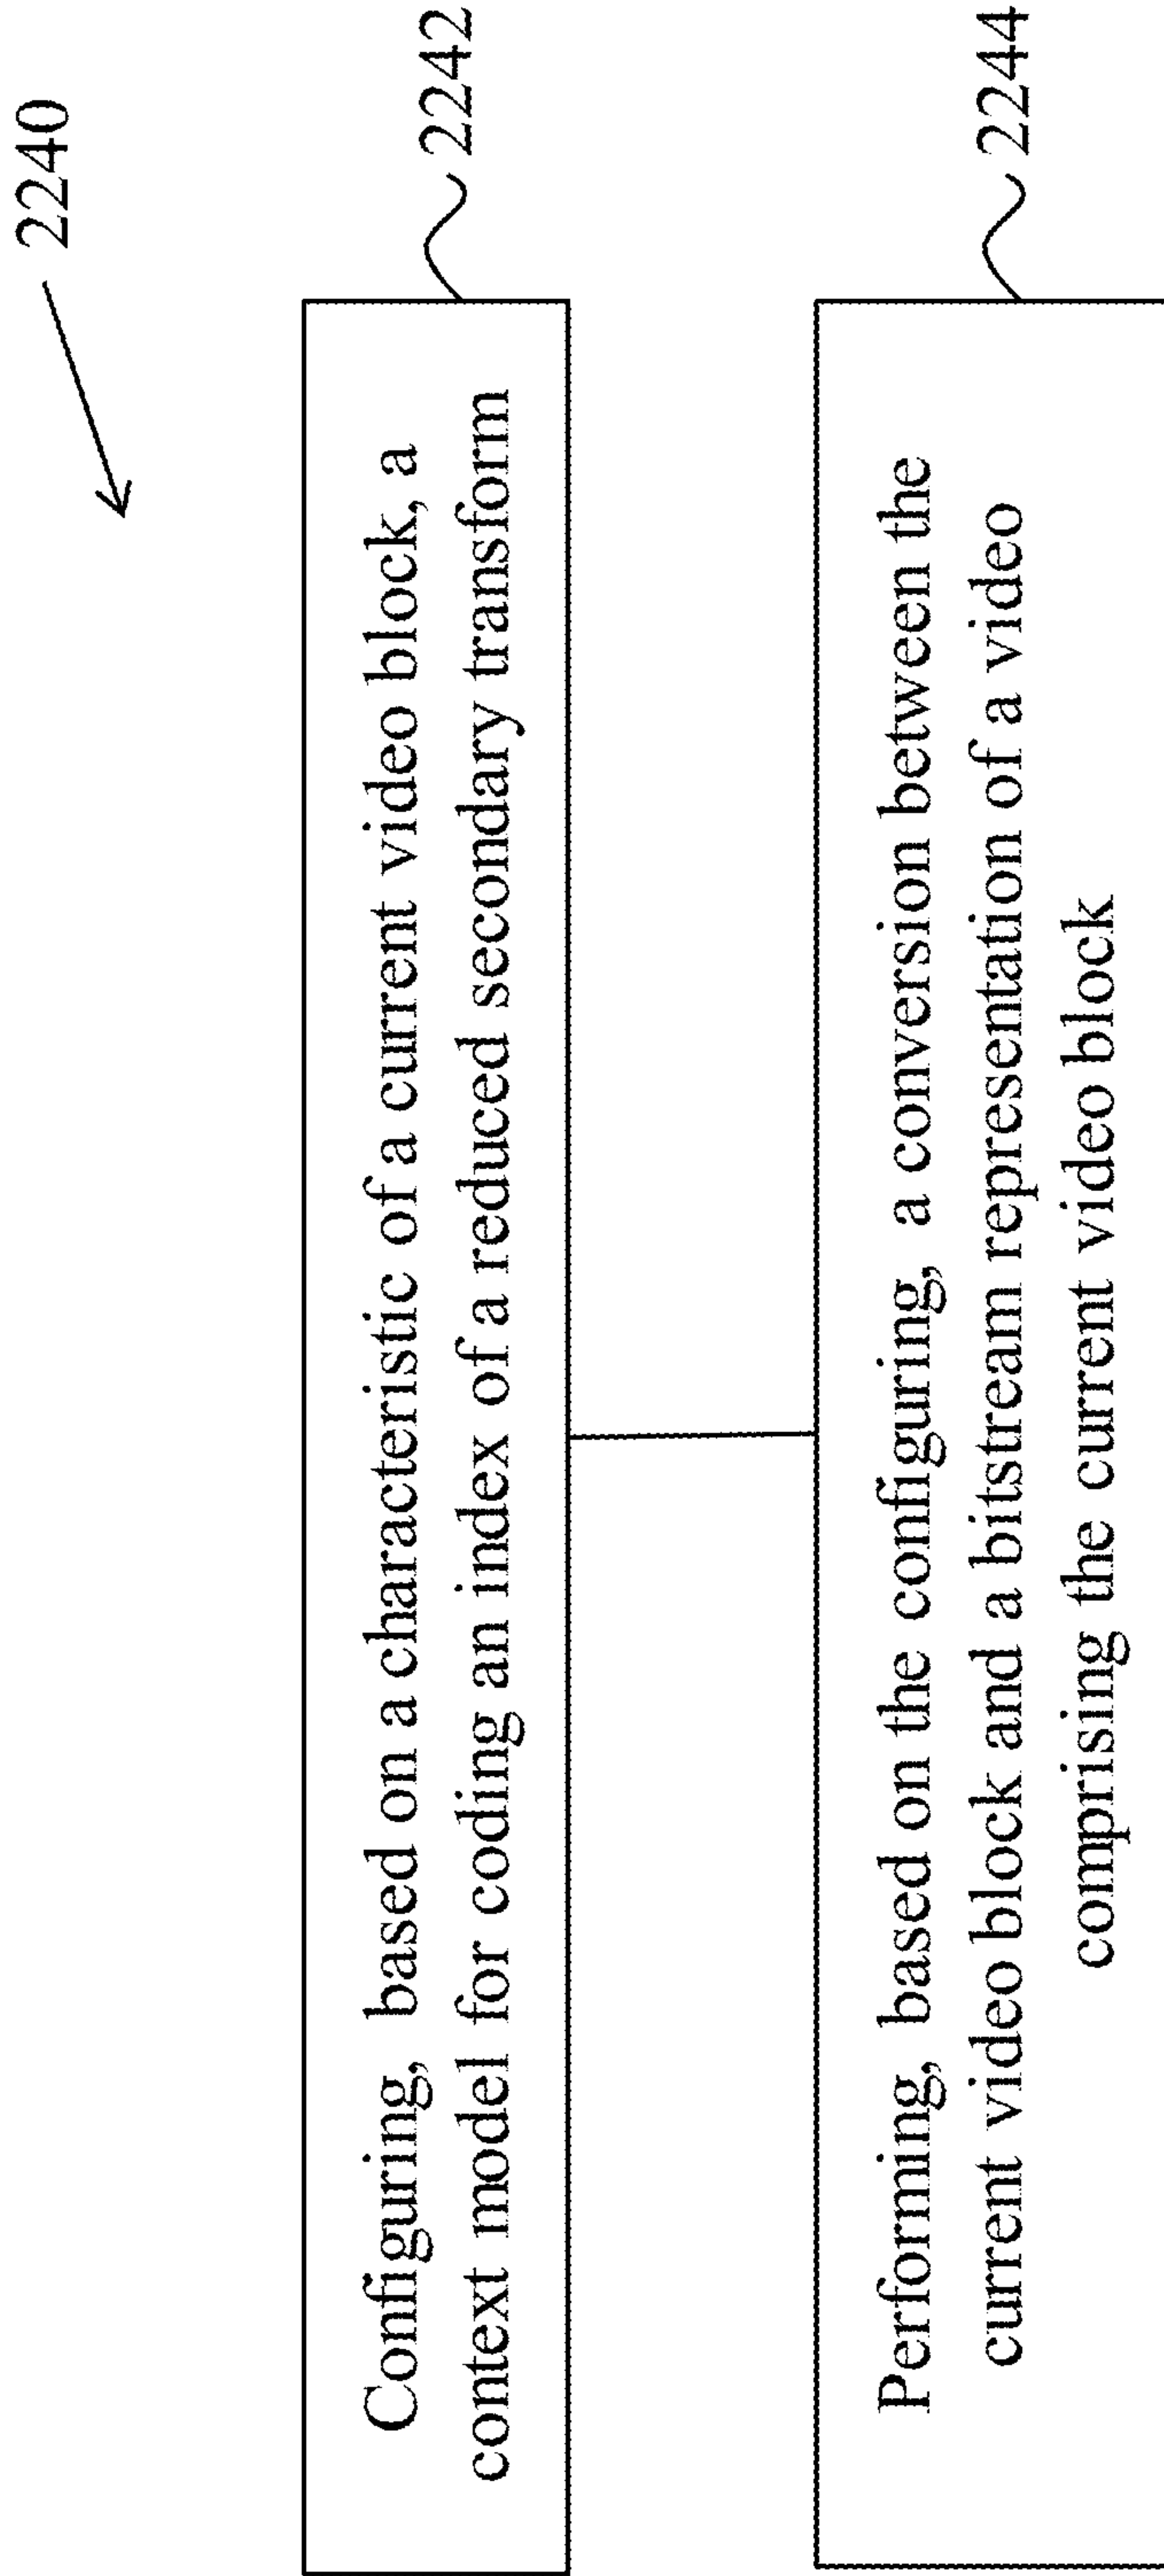 2240
Configuring, based on a characteristic of a current video block, a
context model for coding an index of a reduced secondary transform
2242
Performing, based on the configuring, a conversion between the
current video block and a bitstream representation of a video
comprising the current video block
2244